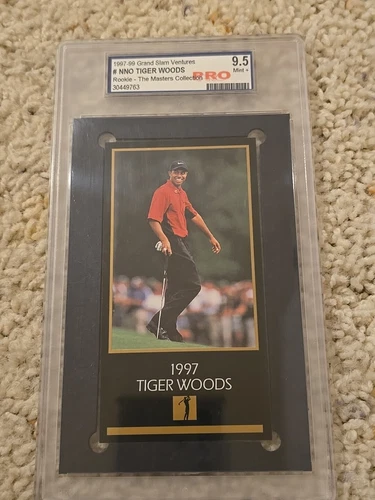 1997-99 Grand Slam Ventures
# NNO TIGER WOODS
Rookie - The Masters Collection
30449763
PRO
9.5
Mint +
1997
TIGER WOODS